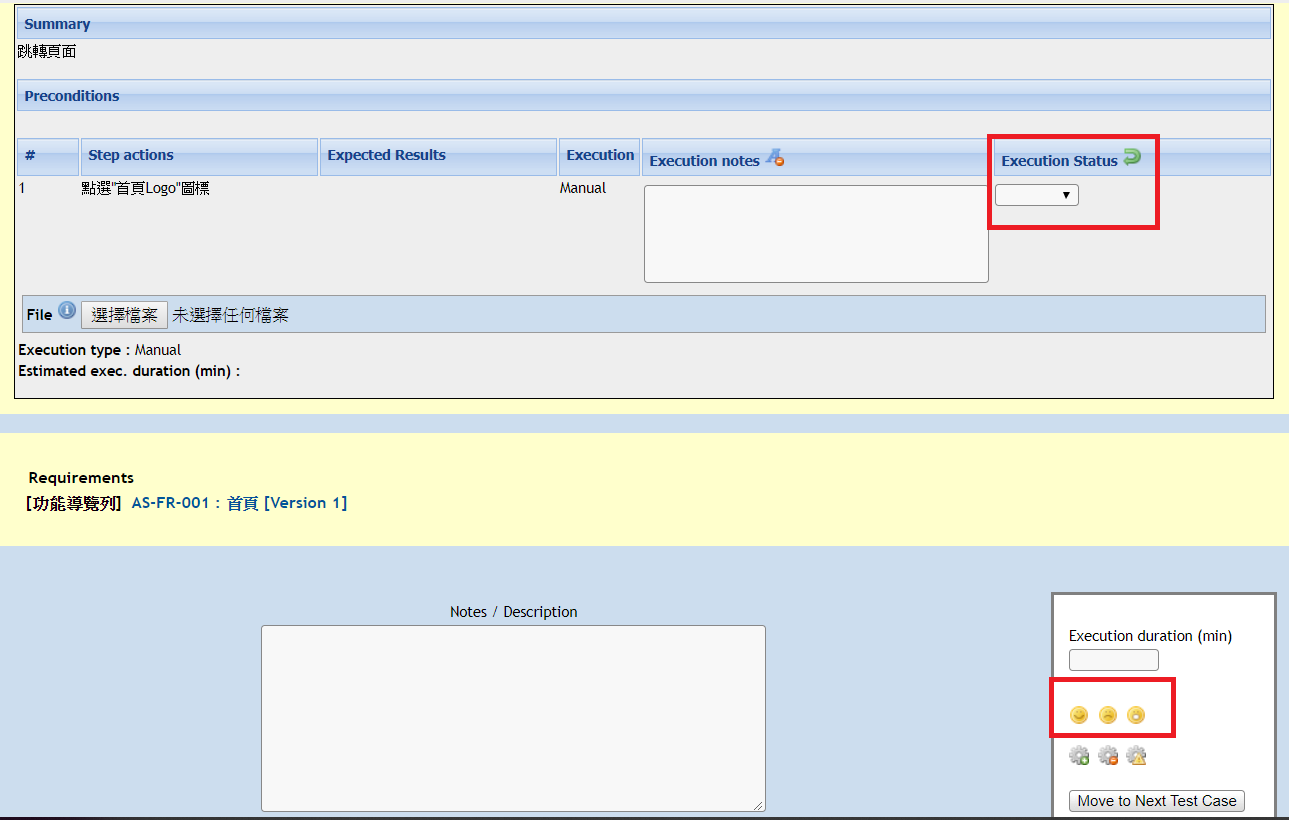 Summary
跳轉頁面
Preconditions
# Step actions Expected Results Execution Execution notes Execution Status
1 點選"首頁Logo"圖標 Manual
File 選擇檔案 未選擇任何檔案
Execution type : Manual
Estimated exec. duration (min) :
Requirements
[功能導覽列] AS-FR-001 : 首頁 [Version 1]
Notes / Description
Execution duration (min)
Move to Next Test Case